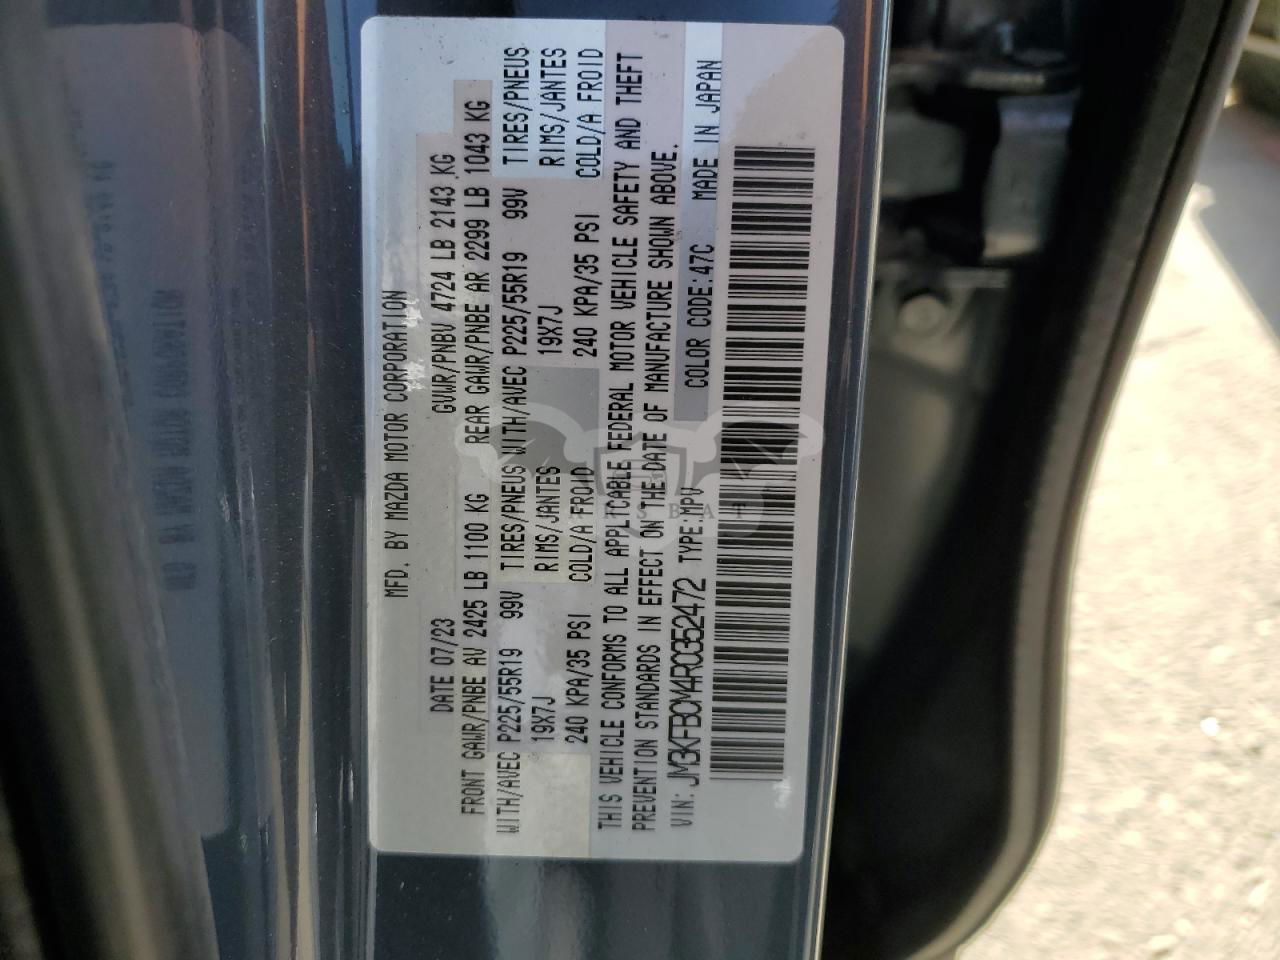 MFD. BY MAZDA MOTOR CORPORATION
DATE 07/23 GVWR/PNBV 4724 LB 2143 KG
FRONT GAWR/PNBE AV 2425 LB 1100 KG REAR GAWR/PNBE AR 2299 LB 1043 KG
WITH/AVEC P225/55R19 99V TIRES/PNEUS WITH/AVEC P225/55R19 99V TIRES/PNEUS
19X7J RIMS/JANTES 19X7J RIMS/JANTES
240 KPA/35 PSI COLD/A FROID 240 KPA/35 PSI COLD/A FROID
THIS VEHICLE CONFORMS TO ALL APPLICABLE FEDERAL MOTOR VEHICLE SAFETY AND THEFT
PREVENTION STANDARDS IN EFFECT ON THE DATE OF MANUFACTURE SHOWN ABOVE.
VIN: JM3KFBCM4R0352472 TYPE:MPV COLOR CODE:47C MADE IN JAPAN